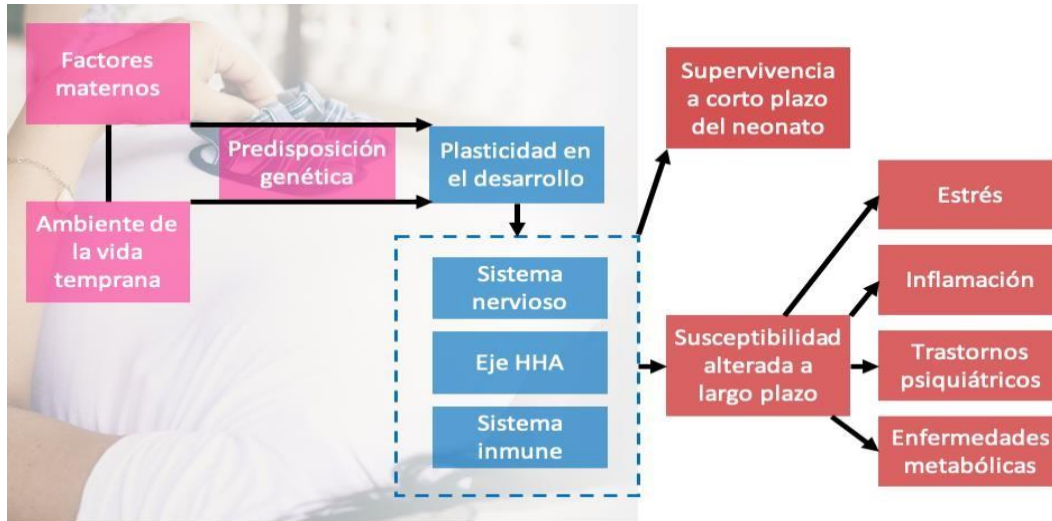 Factores
maternos
Predisposición
genética
Ambiente de
la vida
temprana
Plasticidad en
el desarrollo
Sistema
nervioso
Eje HHA
Sistema
inmune
Supervivencia
a corto plazo
del neonato
Susceptibilidad
alterada a
largo plazo
Estrés
Inflamación
Trastornos
psiquiátricos
Enfermedades
metabólicas